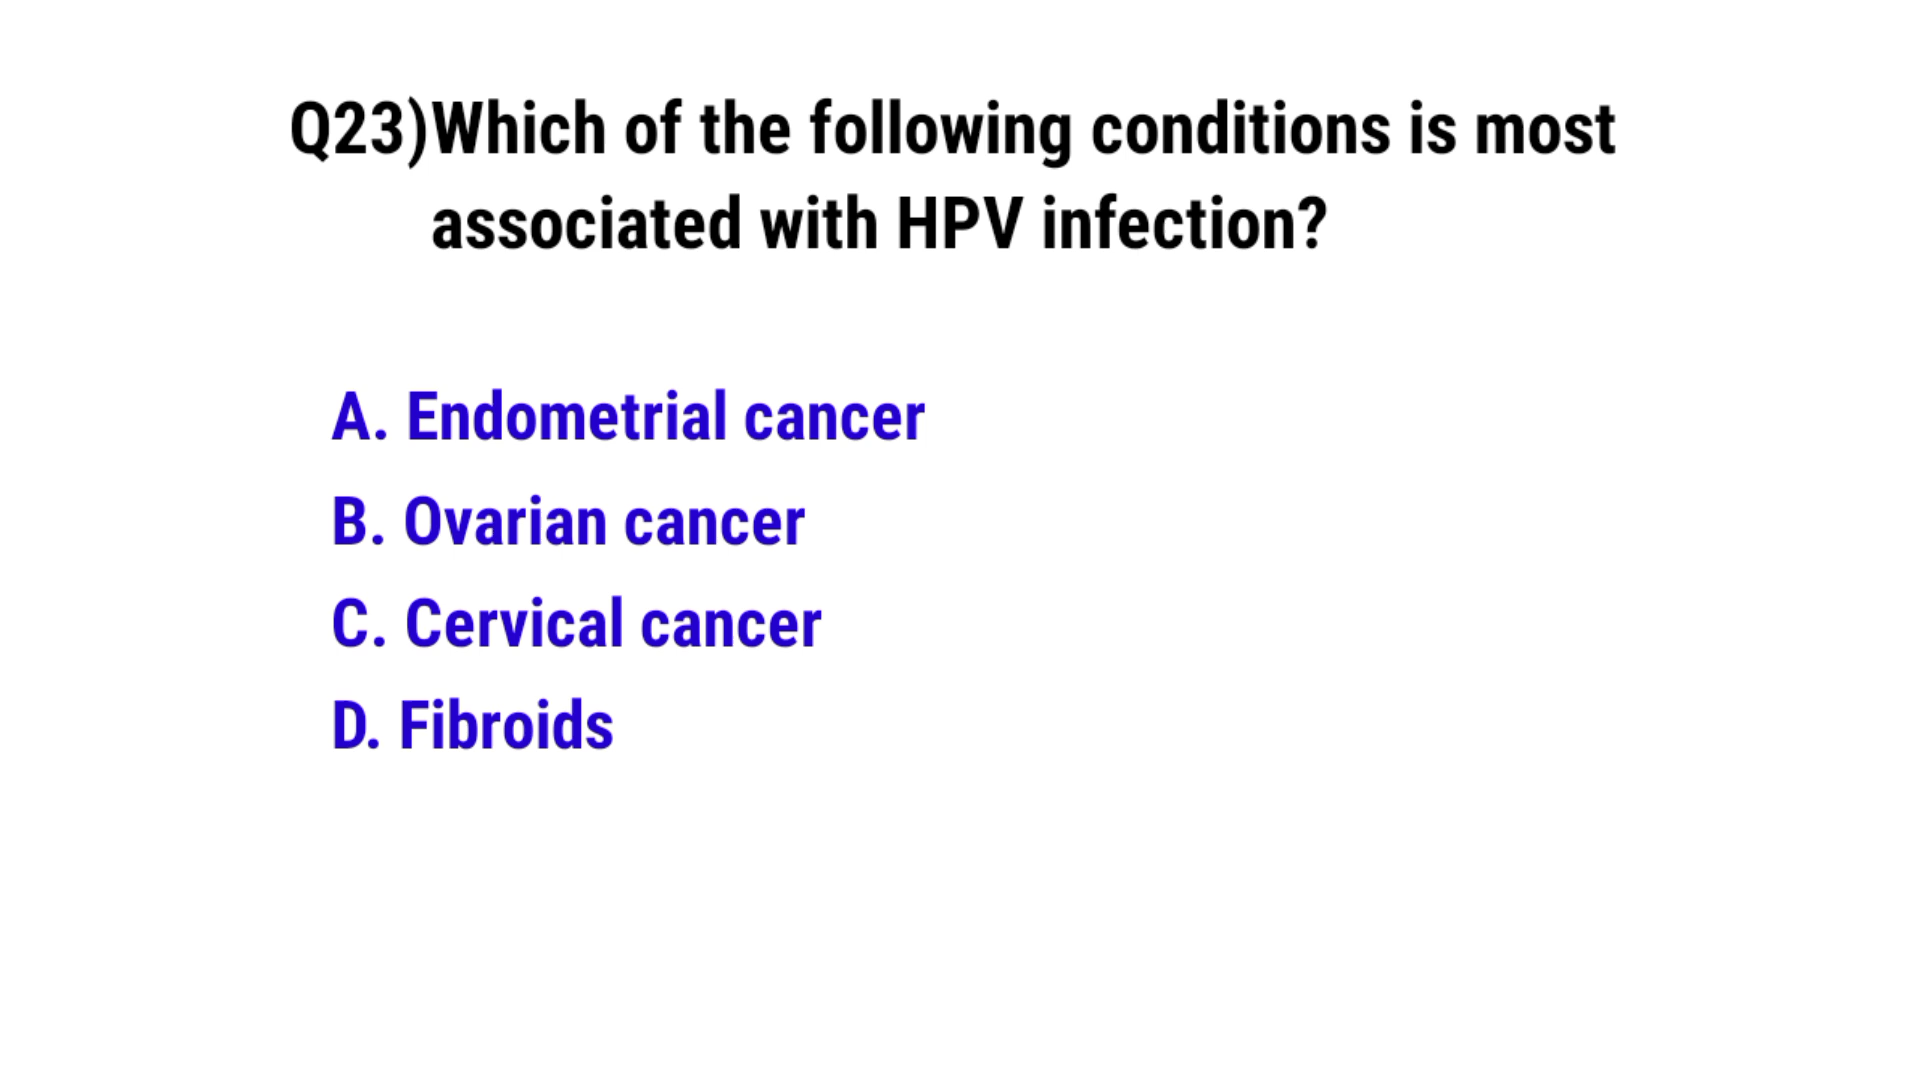 Q23)Which of the following conditions is most
associated with HPV infection?
A. Endometrial cancer
B. Ovarian cancer
C. Cervical cancer
D. Fibroids